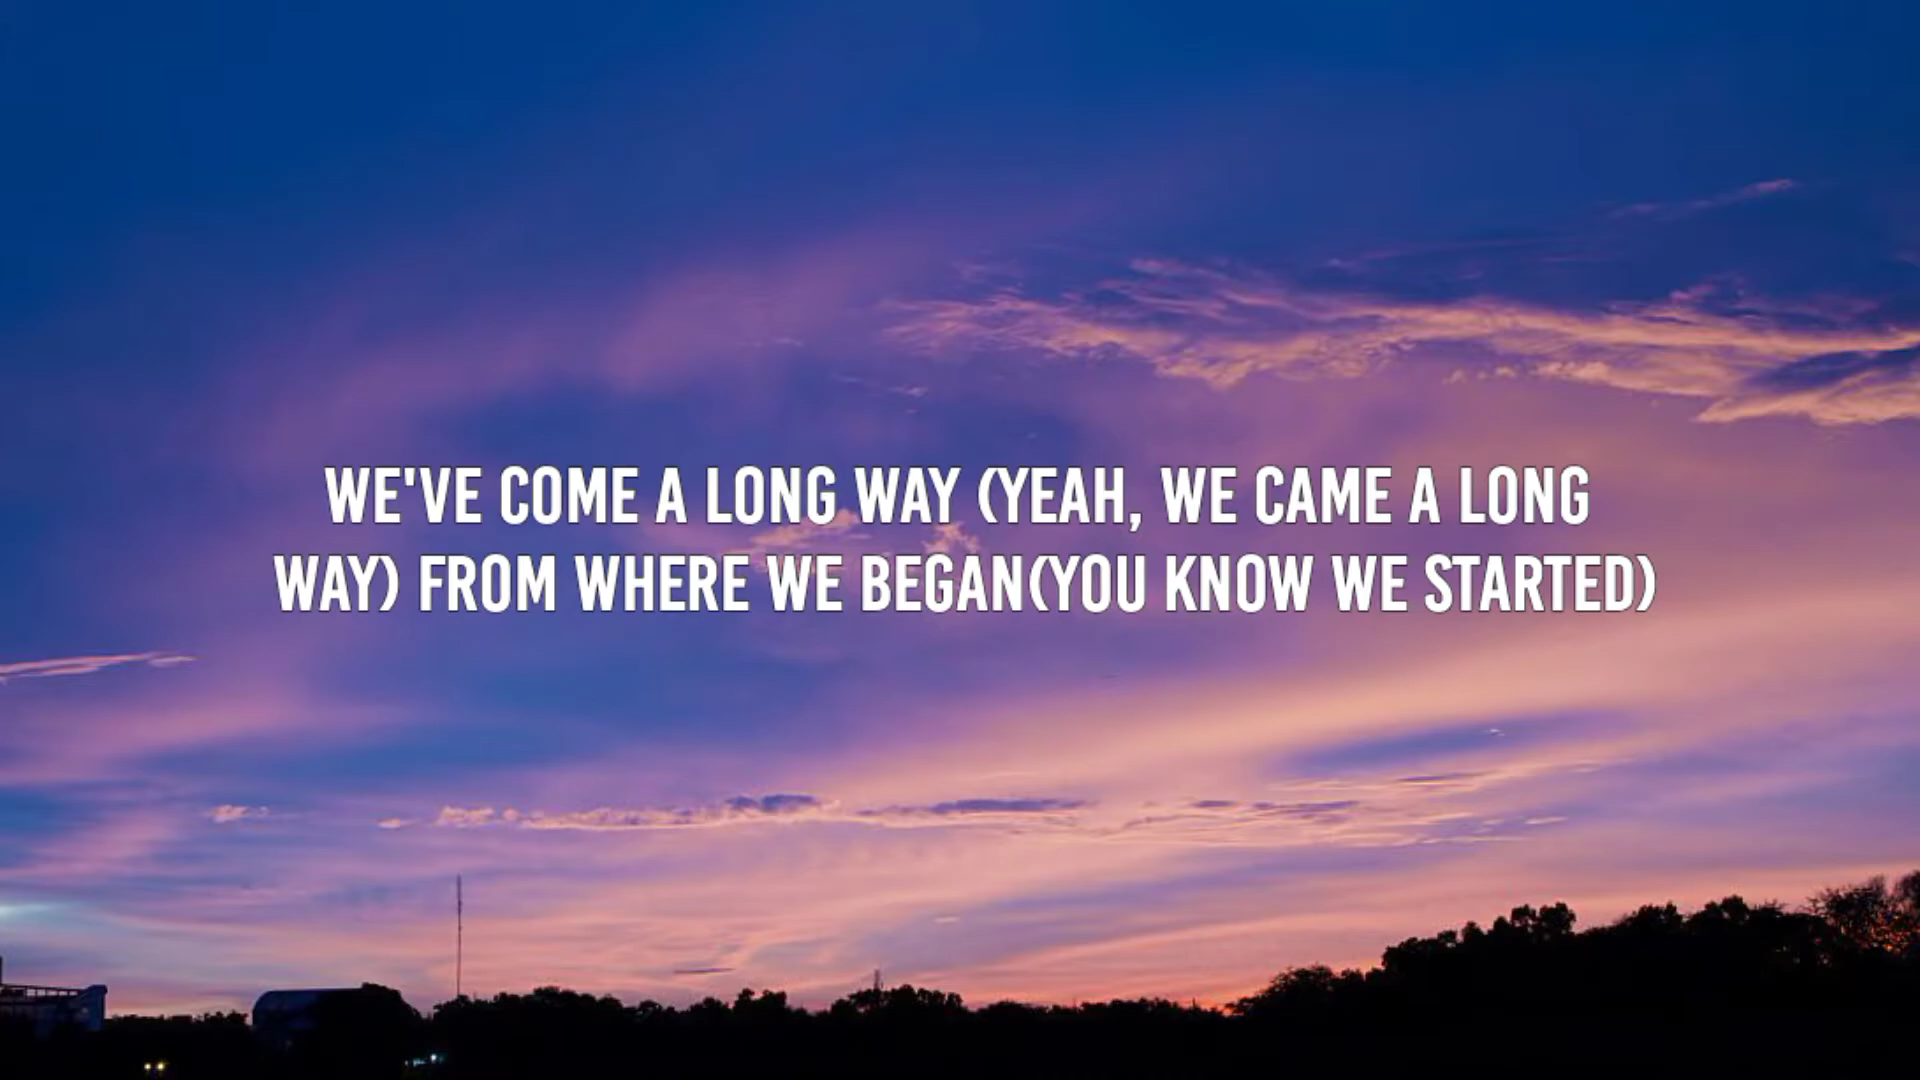 WE'VE COME A LONG WAY (YEAH, WE CAME A LONG
WAY) FROM WHERE WE BEGAN(YOU KNOW WE STARTED)